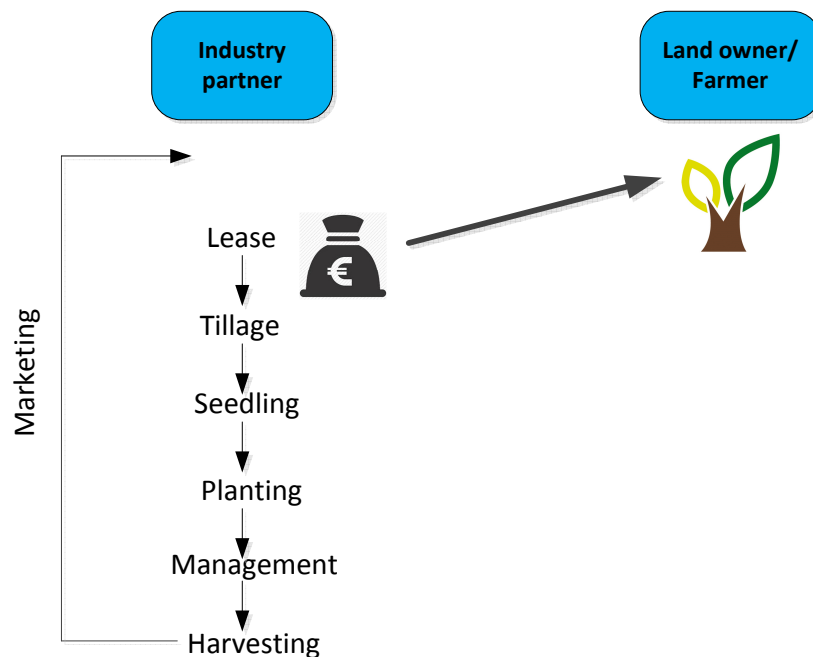 Industry
partner
Land owner/
Farmer
Lease
€
Tillage
Seedling
Planting
Management
Harvesting
Marketing